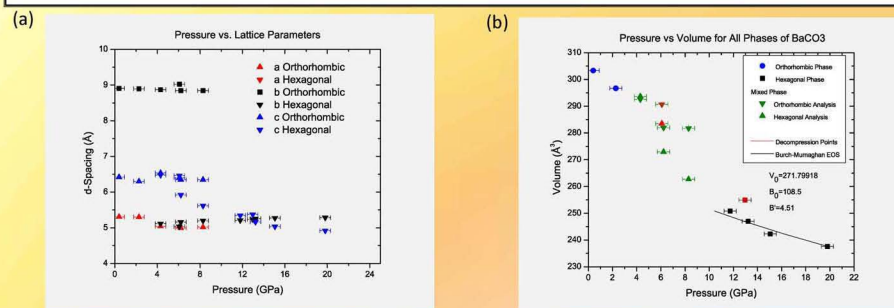 (a)
Pressure vs. Lattice Parameters
d-Spacing (Å)
10
9
8
7
6
5
4
0 2 4 6 8 10 12 14 16 18 20 22 24
Pressure (GPa)
a Orthorhombic
a Hexagonal
b Orthorhombic
b Hexagonal
c Orthorhombic
c Hexagonal
(b)
Pressure vs Volume for All Phases of BaCO3
Volume (Å³)
310
300
290
280
270
260
250
240
230
0 2 4 6 8 10 12 14 16 18 20 22
Pressure (GPa)
Orthorhombic Phase
Hexagonal Phase
Mixed Phase
Orthorhombic Analysis
Hexagonal Analysis
Decompression Points
Burch-Murnaghan EOS
V₀=271.79918
B₀=108.5
B'=4.51